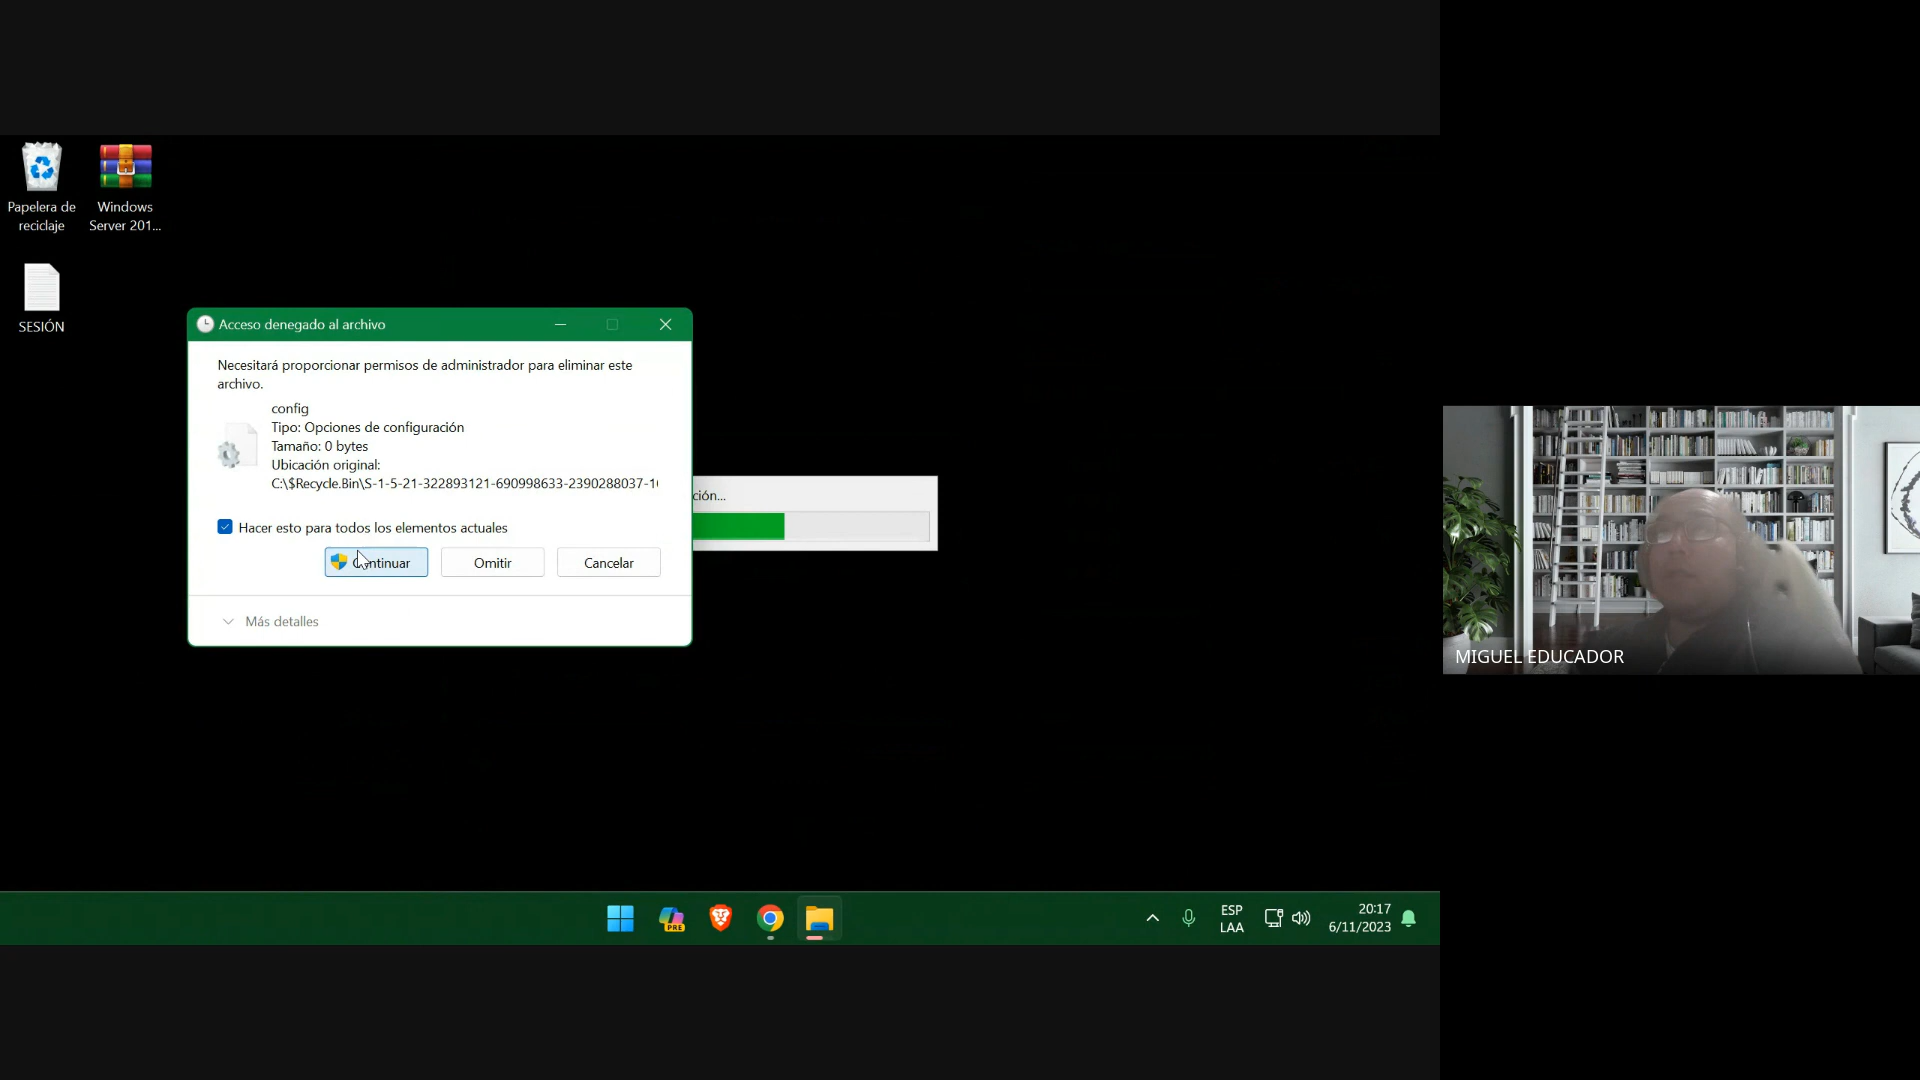 Papelera de
reciclaje
Windows
Server 201...
SESIÓN
Acceso denegado al archivo
Necesitará proporcionar permisos de administrador para eliminar este
archivo.
config
Tipo: Opciones de configuración
Tamaño: 0 bytes
Ubicación original:
C:\$Recycle.Bin\S-1-5-21-322893121-690998633-2390288037-1
Hacer esto para todos los elementos actuales
Continuar
Omitir
Cancelar
Más detalles
ción...
MIGUEL EDUCADOR
PRE
ESP
LAA
20:17
6/11/2023